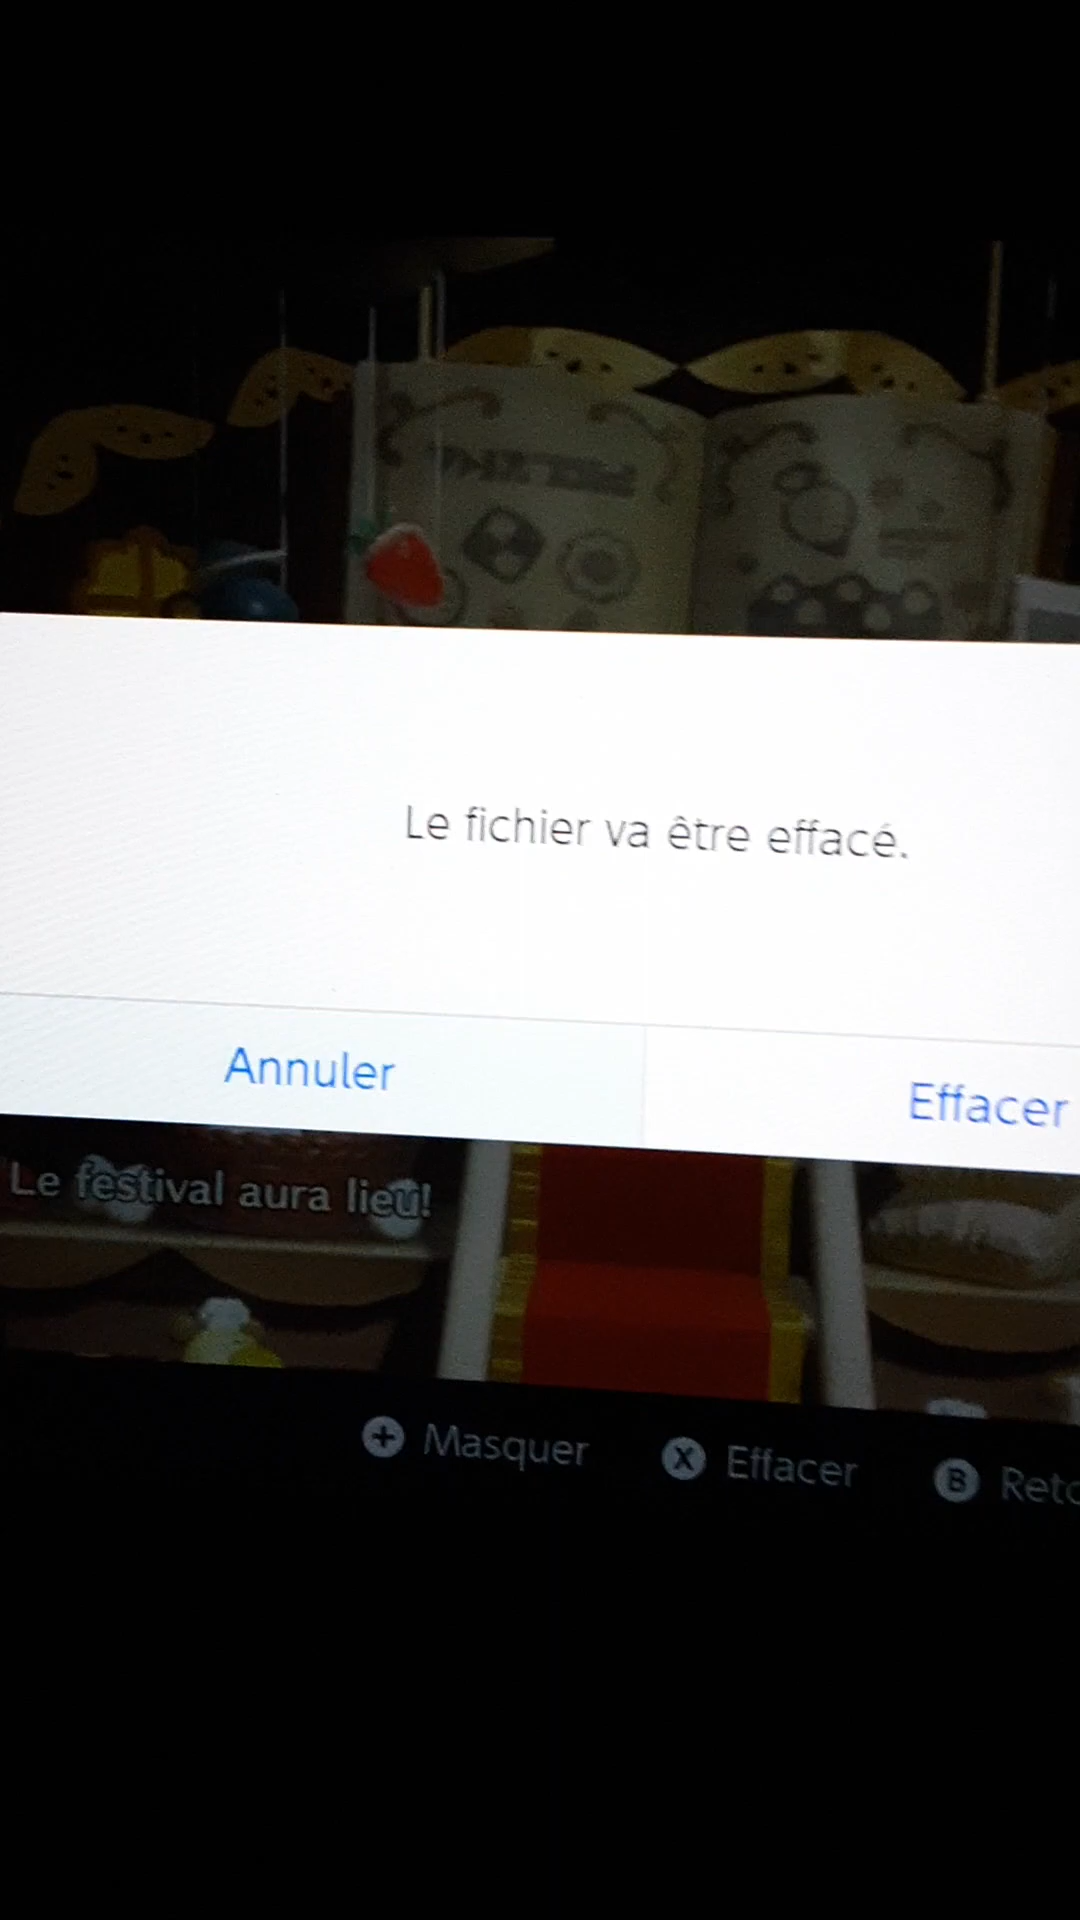 Le fichier va être effacé.
Annuler
Effacer
Le festival aura lieu!
+ Masquer
X Effacer
B